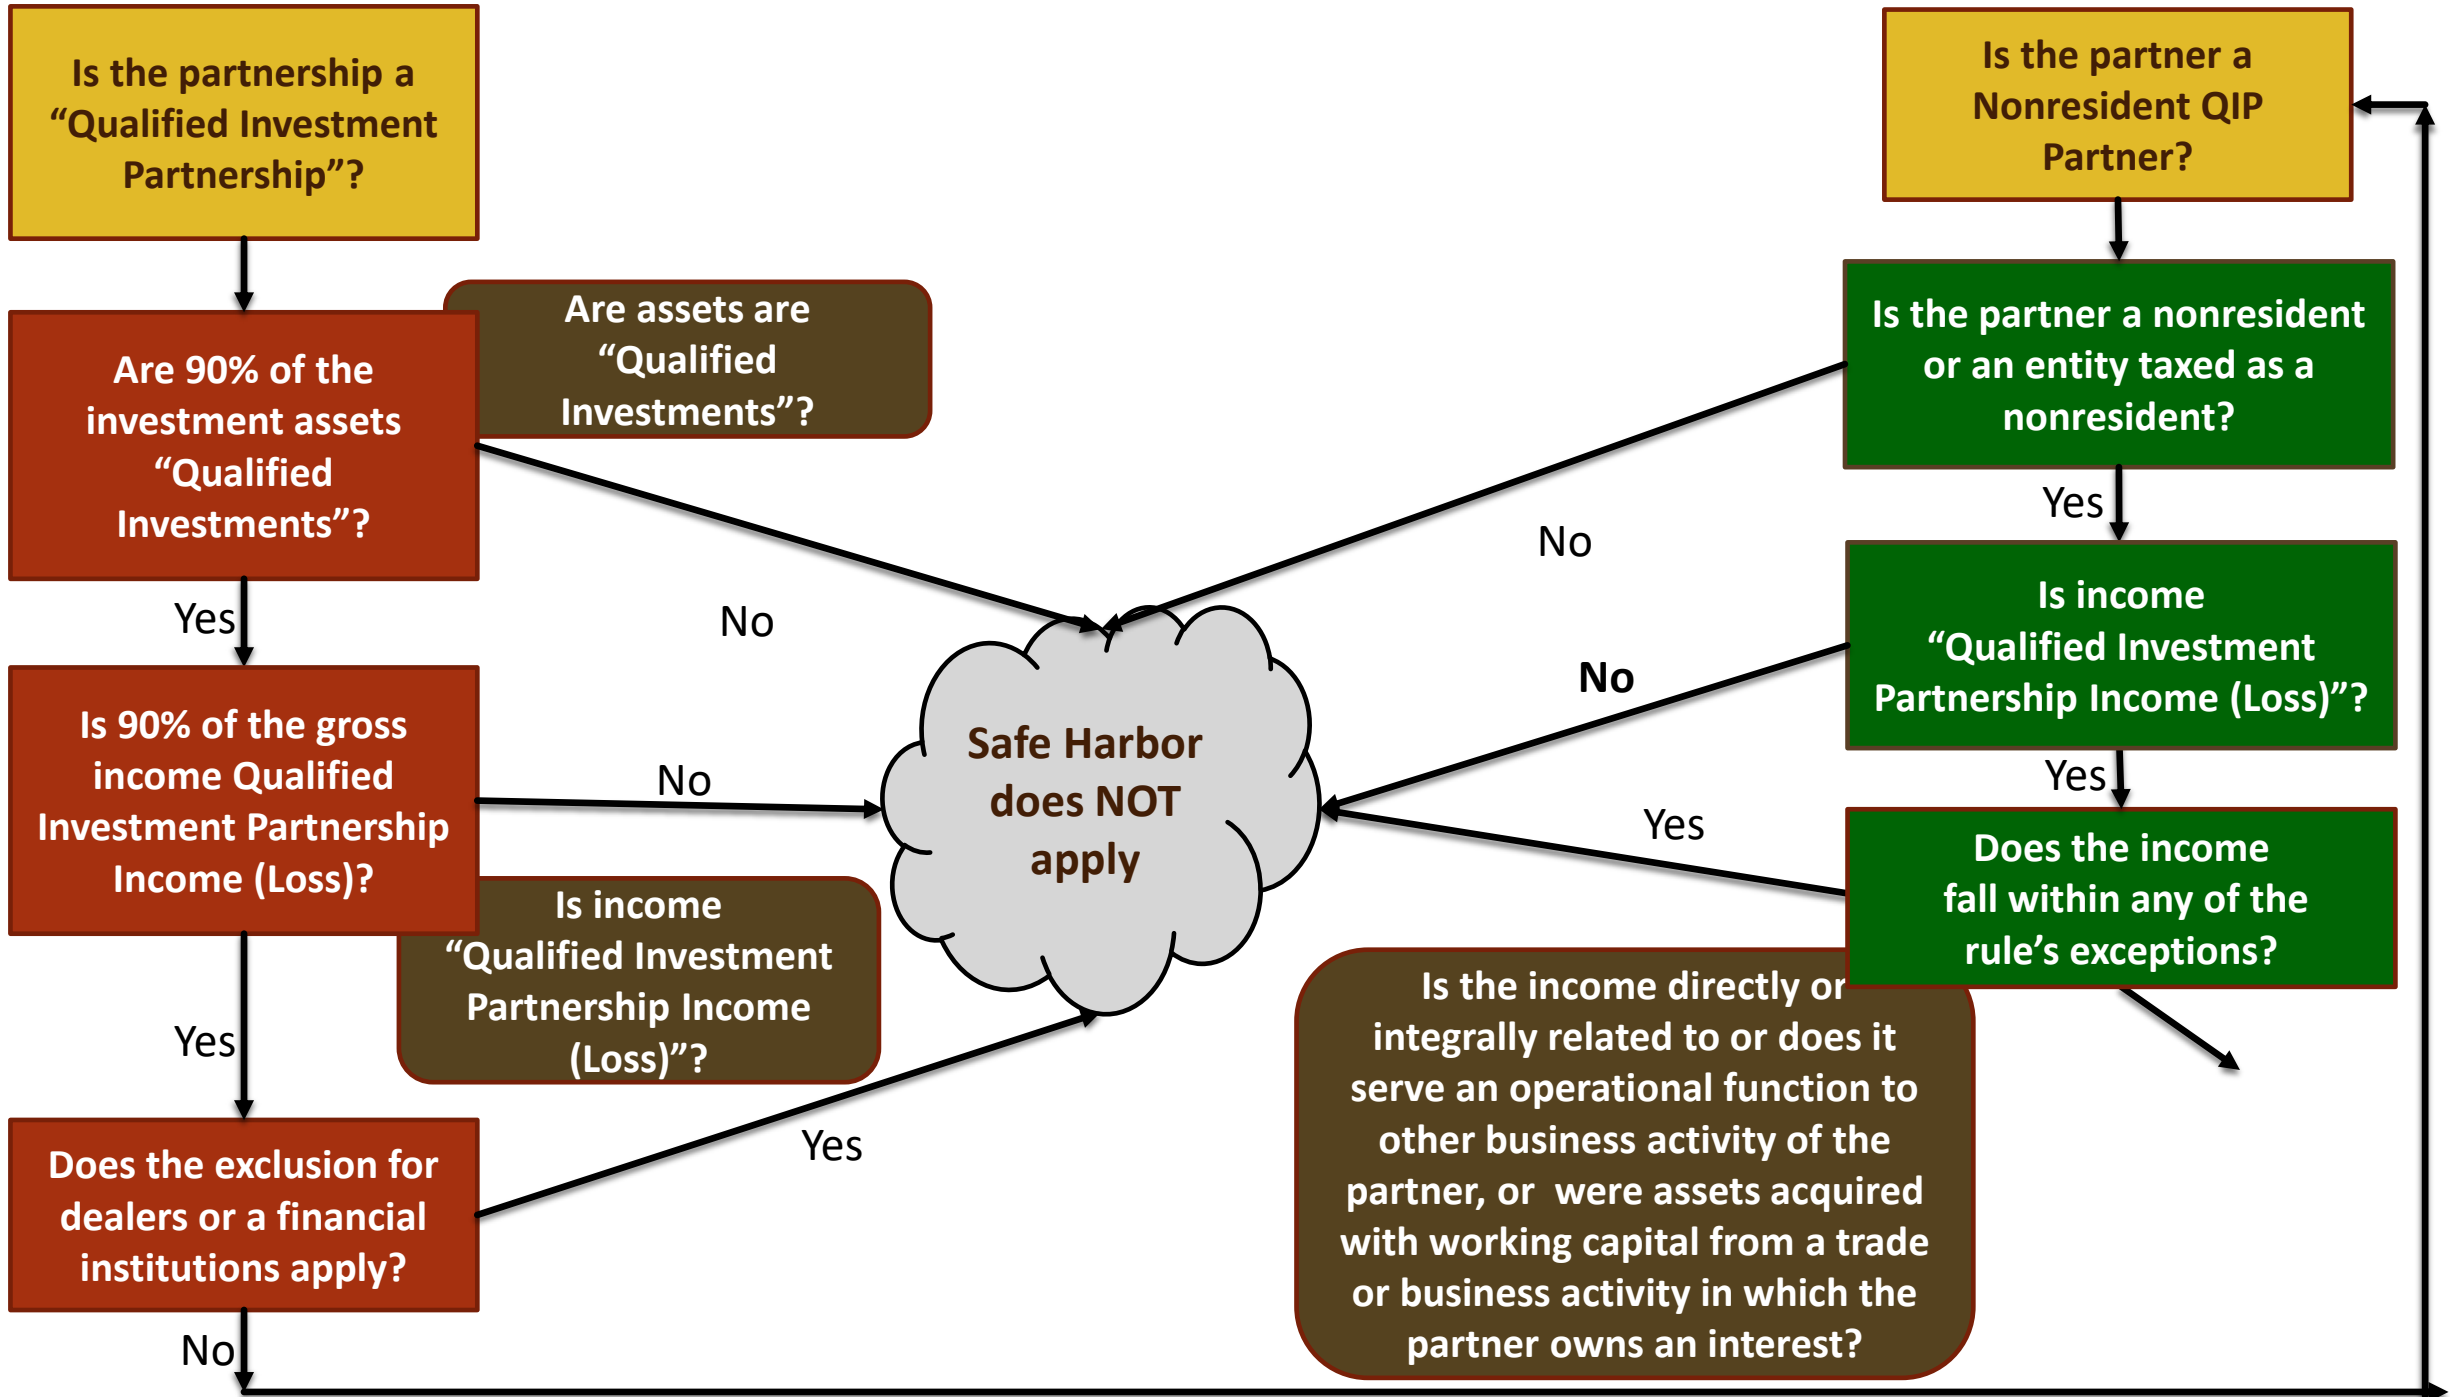 Is the partnership a
“Qualified Investment
Partnership”?
Are 90% of the
investment assets
“Qualified
Investments”?
Are assets are
“Qualified
Investments”?
No
Yes
Is 90% of the gross
income Qualified
Investment Partnership
Income (Loss)?
No
Is income
“Qualified Investment
Partnership Income
(Loss)”?
Yes
Does the exclusion for
dealers or a financial
institutions apply?
Yes
No
Safe Harbor
does NOT
apply
Is the partner a
Nonresident QIP
Partner?
Is the partner a nonresident
or an entity taxed as a
nonresident?
No
Yes
Is income
“Qualified Investment
Partnership Income (Loss)”?
No
Yes
Does the income
fall within any of the
rule’s exceptions?
Yes
Is the income directly or
integrally related to or does it
serve an operational function to
other business activity of the
partner, or were assets acquired
with working capital from a trade
or business activity in which the
partner owns an interest?